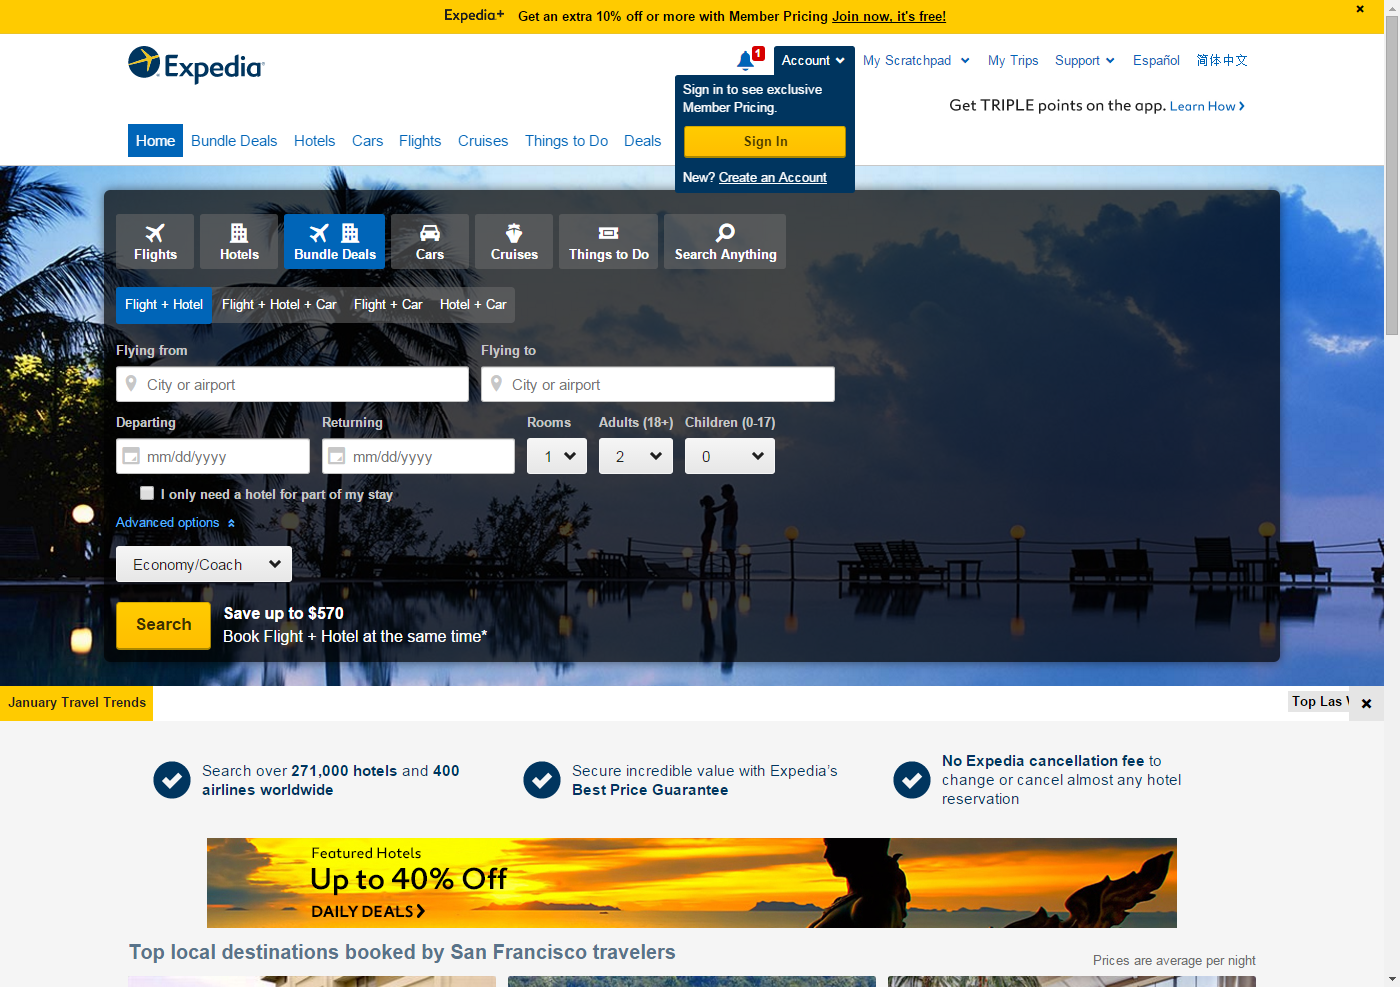 Expedia+ Get an extra 10% off or more with Member Pricing Join now, it's free!
Expedia
1
Account
My Scratchpad
My Trips
Support
Español
简体中文
Sign in to see exclusive
Member Pricing.
Sign In
New? Create an Account
Get TRIPLE points on the app. Learn How
Home
Bundle Deals
Hotels
Cars
Flights
Cruises
Things to Do
Deals
Flights
Hotels
Bundle Deals
Cars
Cruises
Things to Do
Search Anything
Flight + Hotel
Flight + Hotel + Car
Flight + Car
Hotel + Car
Flying from
Flying to
City or airport
City or airport
Departing
Returning
Rooms
Adults (18+)
Children (0-17)
mm/dd/yyyy
mm/dd/yyyy
1
2
0
I only need a hotel for part of my stay
Advanced options
Economy/Coach
Search
Save up to $570
Book Flight + Hotel at the same time*
January Travel Trends
Top Las
Search over 271,000 hotels and 400
airlines worldwide
Secure incredible value with Expedia's
Best Price Guarantee
No Expedia cancellation fee to
change or cancel almost any hotel
reservation
Featured Hotels
Up to 40% Off
DAILY DEALS
Top local destinations booked by San Francisco travelers
Prices are average per night